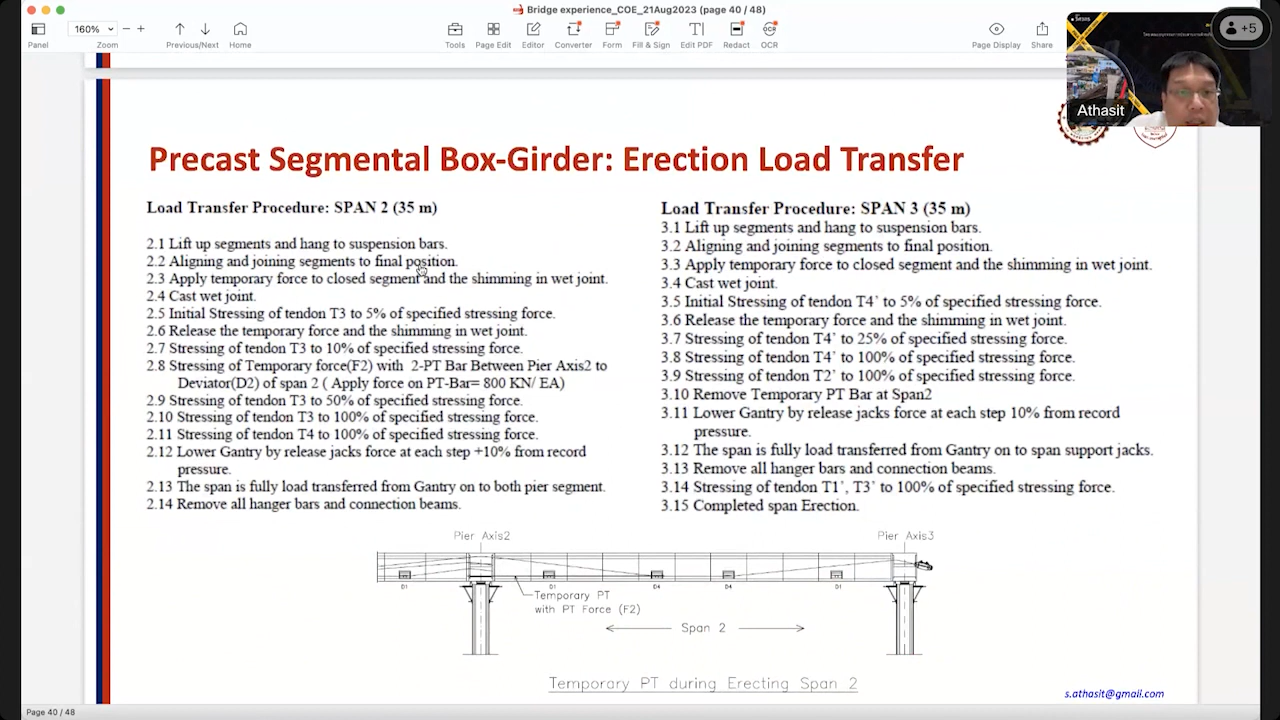 Bridge experience_COE_21Aug2023 (page 40 / 48)
160%
Panel
Zoom
Previous/Next
Home
Tools
Page Edit
Editor
Converter
Form
Fill & Sign
Edit PDF
Redact
OCR
Page Display
Share
+5
Athasit
Precast Segmental Box-Girder: Erection Load Transfer
Load Transfer Procedure: SPAN 2 (35 m)
2.1 Lift up segments and hang to suspension bars.
2.2 Aligning and joining segments to final position.
2.3 Apply temporary force to closed segment and the shimming in wet joint.
2.4 Cast wet joint.
2.5 Initial Stressing of tendon T3 to 5% of specified stressing force.
2.6 Release the temporary force and the shimming in wet joint.
2.7 Stressing of tendon T3 to 10% of specified stressing force.
2.8 Stressing of Temporary force(F2) with 2-PT Bar Between Pier Axis2 to
Deviator(D2) of span 2 ( Apply force on PT-Bar= 800 KN/ EA)
2.9 Stressing of tendon T3 to 50% of specified stressing force.
2.10 Stressing of tendon T3 to 100% of specified stressing force.
2.11 Stressing of tendon T4 to 100% of specified stressing force.
2.12 Lower Gantry by release jacks force at each step +10% from record
pressure.
2.13 The span is fully load transferred from Gantry on to both pier segment.
2.14 Remove all hanger bars and connection beams.
Load Transfer Procedure: SPAN 3 (35 m)
3.1 Lift up segments and hang to suspension bars.
3.2 Aligning and joining segments to final position.
3.3 Apply temporary force to closed segment and the shimming in wet joint.
3.4 Cast wet joint.
3.5 Initial Stressing of tendon T4' to 5% of specified stressing force.
3.6 Release the temporary force and the shimming in wet joint.
3.7 Stressing of tendon T4' to 25% of specified stressing force.
3.8 Stressing of tendon T4' to 100% of specified stressing force.
3.9 Stressing of tendon T2' to 100% of specified stressing force.
3.10 Remove Temporary PT Bar at Span2
3.11 Lower Gantry by release jacks force at each step 10% from record
pressure.
3.12 The span is fully load transferred from Gantry on to span support jacks.
3.13 Remove all hanger bars and connection beams.
3.14 Stressing of tendon T1', T3' to 100% of specified stressing force.
3.15 Completed span Erection.
Pier Axis2
Pier Axis3
D1
D1
D4
D4
D1
Temporary PT
with PT Force (F2)
Span 2
Temporary PT during Erecting Span 2
s.athasit@gmail.com
Page 40 / 48